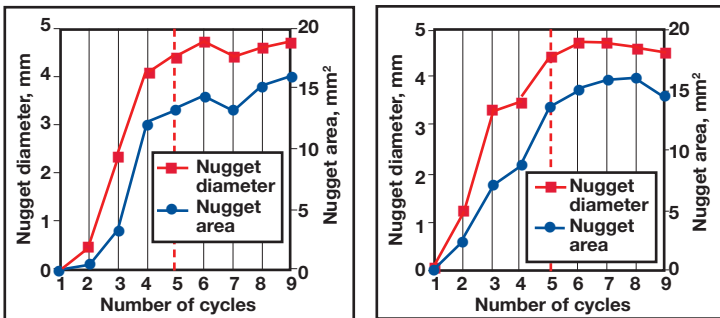 Nugget diameter, mm
5
4
3
2
1
0
Nugget
diameter
Nugget
area
20
15
10
5
0
Nugget area, mm²
1 2 3 4 5 6 7 8 9
Number of cycles
Nugget diameter, mm
5
4
3
2
1
0
Nugget
diameter
Nugget
area
20
15
10
5
0
Nugget area, mm²
1 2 3 4 5 6 7 8 9
Number of cycles